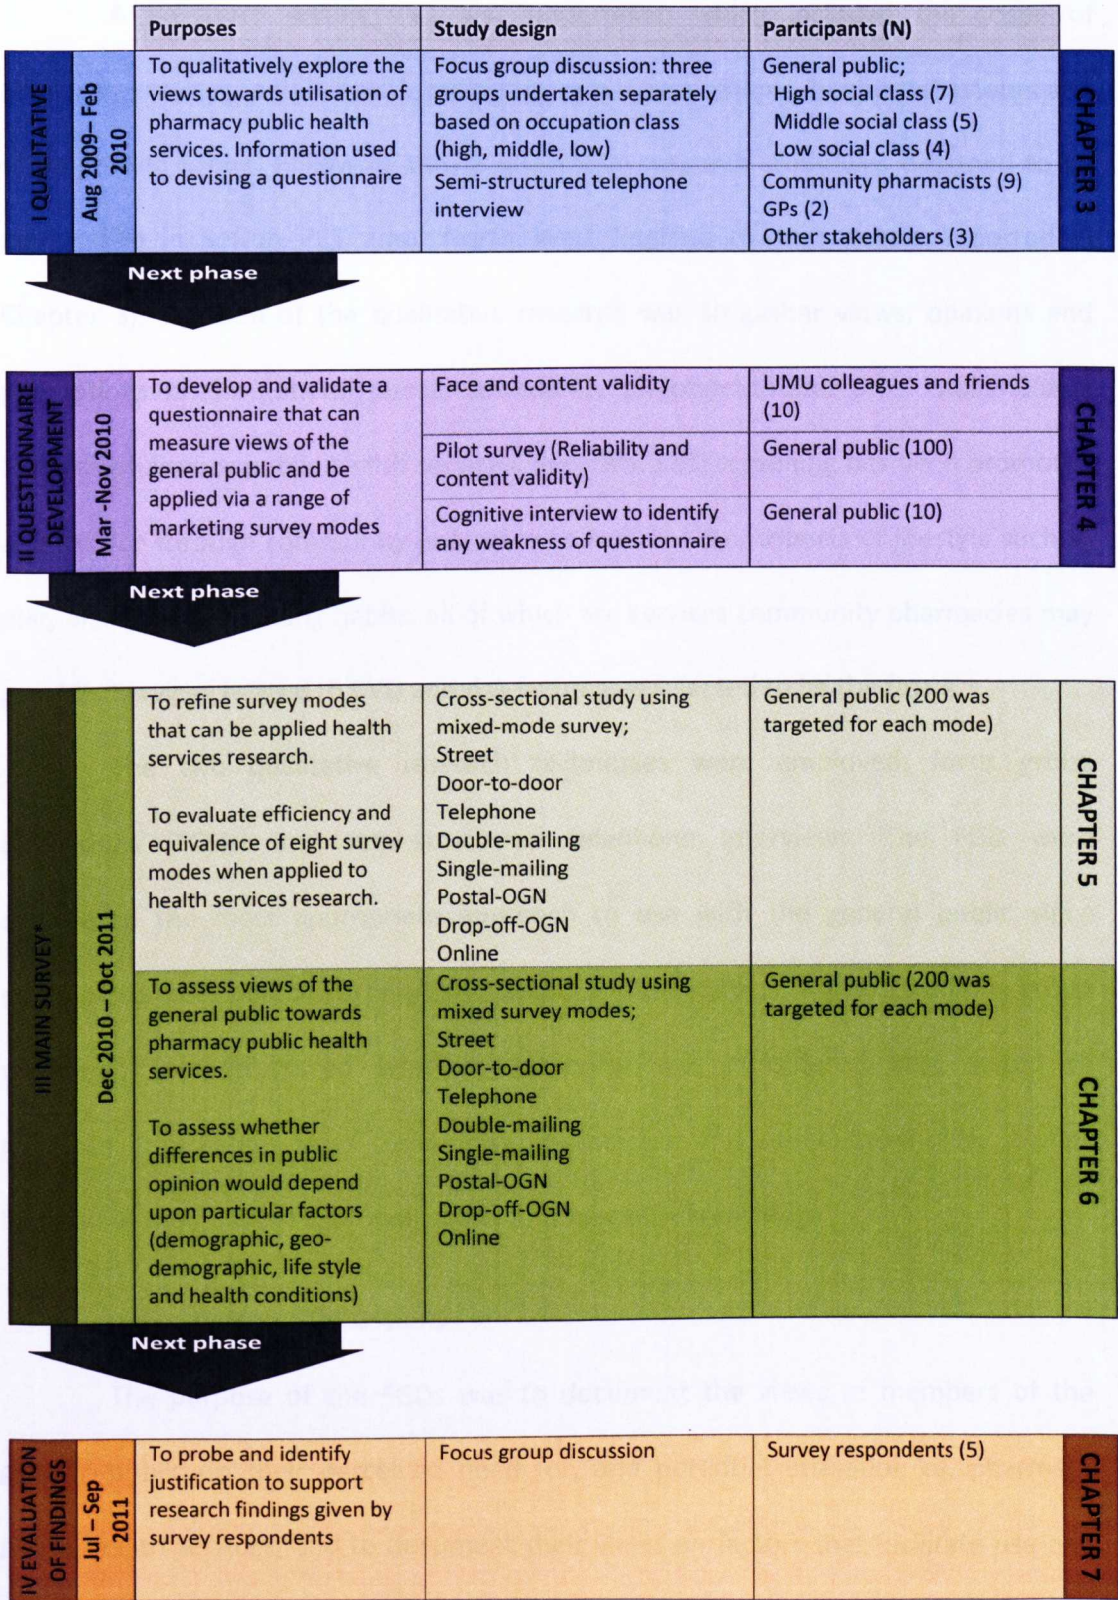 Purposes
Study design
Participants (N)
I QUALITATIVE
Aug 2009– Feb
2010
To qualitatively explore the
views towards utilisation of
pharmacy public health
services. Information used
to devising a questionnaire
Focus group discussion: three
groups undertaken separately
based on occupation class
(high, middle, low)
General public;
High social class (7)
Middle social class (5)
Low social class (4)
Semi-structured telephone
interview
Community pharmacists (9)
GPs (2)
Other stakeholders (3)
CHAPTER 3
Next phase
II QUESTIONNAIRE
DEVELOPMENT
Mar -Nov 2010
To develop and validate a
questionnaire that can
measure views of the
general public and be
applied via a range of
marketing survey modes
Face and content validity
LJMU colleagues and friends
(10)
Pilot survey (Reliability and
content validity)
General public (100)
Cognitive interview to identify
any weakness of questionnaire
General public (10)
CHAPTER 4
Next phase
III MAIN SURVEY*
Dec 2010 – Oct 2011
To refine survey modes
that can be applied health
services research.
To evaluate efficiency and
equivalence of eight survey
modes when applied to
health services research.
Cross-sectional study using
mixed-mode survey;
Street
Door-to-door
Telephone
Double-mailing
Single-mailing
Postal-OGN
Drop-off-OGN
Online
General public (200 was
targeted for each mode)
CHAPTER 5
To assess views of the
general public towards
pharmacy public health
services.
To assess whether
differences in public
opinion would depend
upon particular factors
(demographic, geo-
demographic, life style
and health conditions)
Cross-sectional study using
mixed survey modes;
Street
Door-to-door
Telephone
Double-mailing
Single-mailing
Postal-OGN
Drop-off-OGN
Online
General public (200 was
targeted for each mode)
CHAPTER 6
Next phase
IV EVALUATION
OF FINDINGS
Jul – Sep
2011
To probe and identify
justification to support
research findings given by
survey respondents
Focus group discussion
Survey respondents (5)
CHAPTER 7